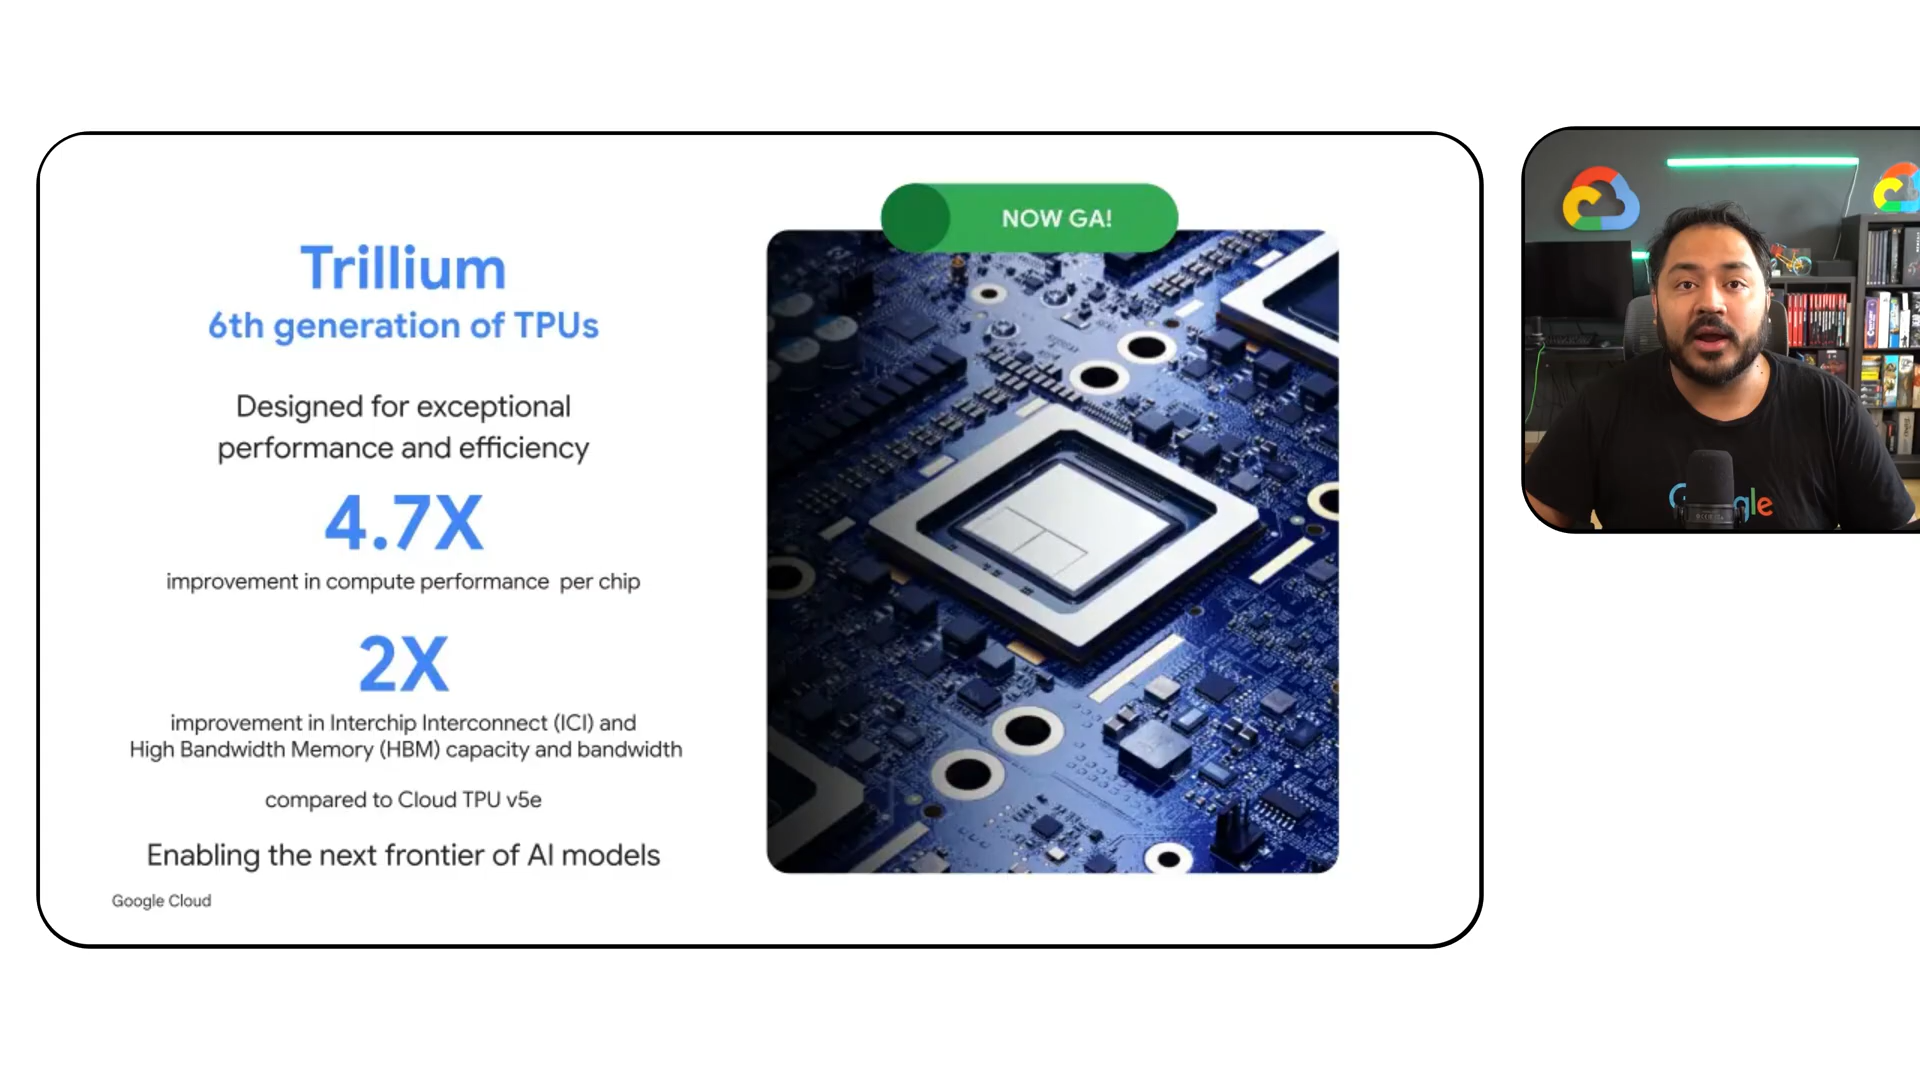 NOW GA!
Trillium
6th generation of TPUs
Designed for exceptional
performance and efficiency
4.7X
improvement in compute performance per chip
2X
improvement in Interchip Interconnect (ICI) and
High Bandwidth Memory (HBM) capacity and bandwidth
compared to Cloud TPU v5e
Enabling the next frontier of AI models
Google Cloud